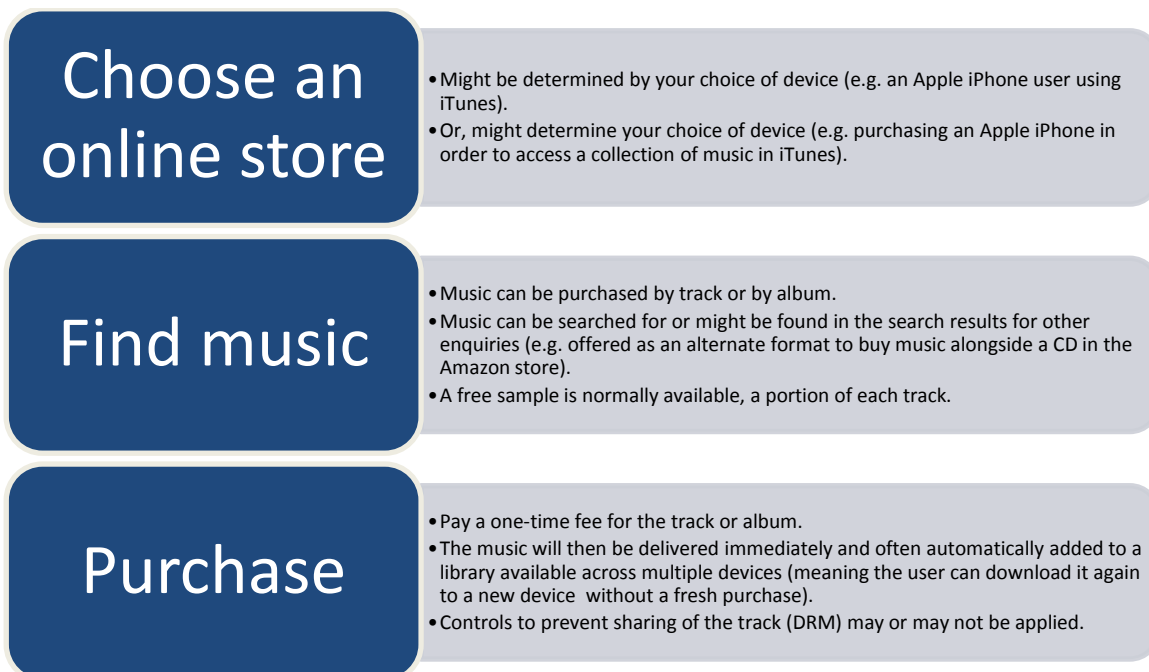 Choose an
online store
•Might be determined by your choice of device (e.g. an Apple iPhone user using
iTunes).
•Or, might determine your choice of device (e.g. purchasing an Apple iPhone in
order to access a collection of music in iTunes).
Find music
•Music can be purchased by track or by album.
•Music can be searched for or might be found in the search results for other
enquiries (e.g. offered as an alternate format to buy music alongside a CD in the
Amazon store).
•A free sample is normally available, a portion of each track.
Purchase
•Pay a one-time fee for the track or album.
•The music will then be delivered immediately and often automatically added to a
library available across multiple devices (meaning the user can download it again
to a new device without a fresh purchase).
•Controls to prevent sharing of the track (DRM) may or may not be applied.